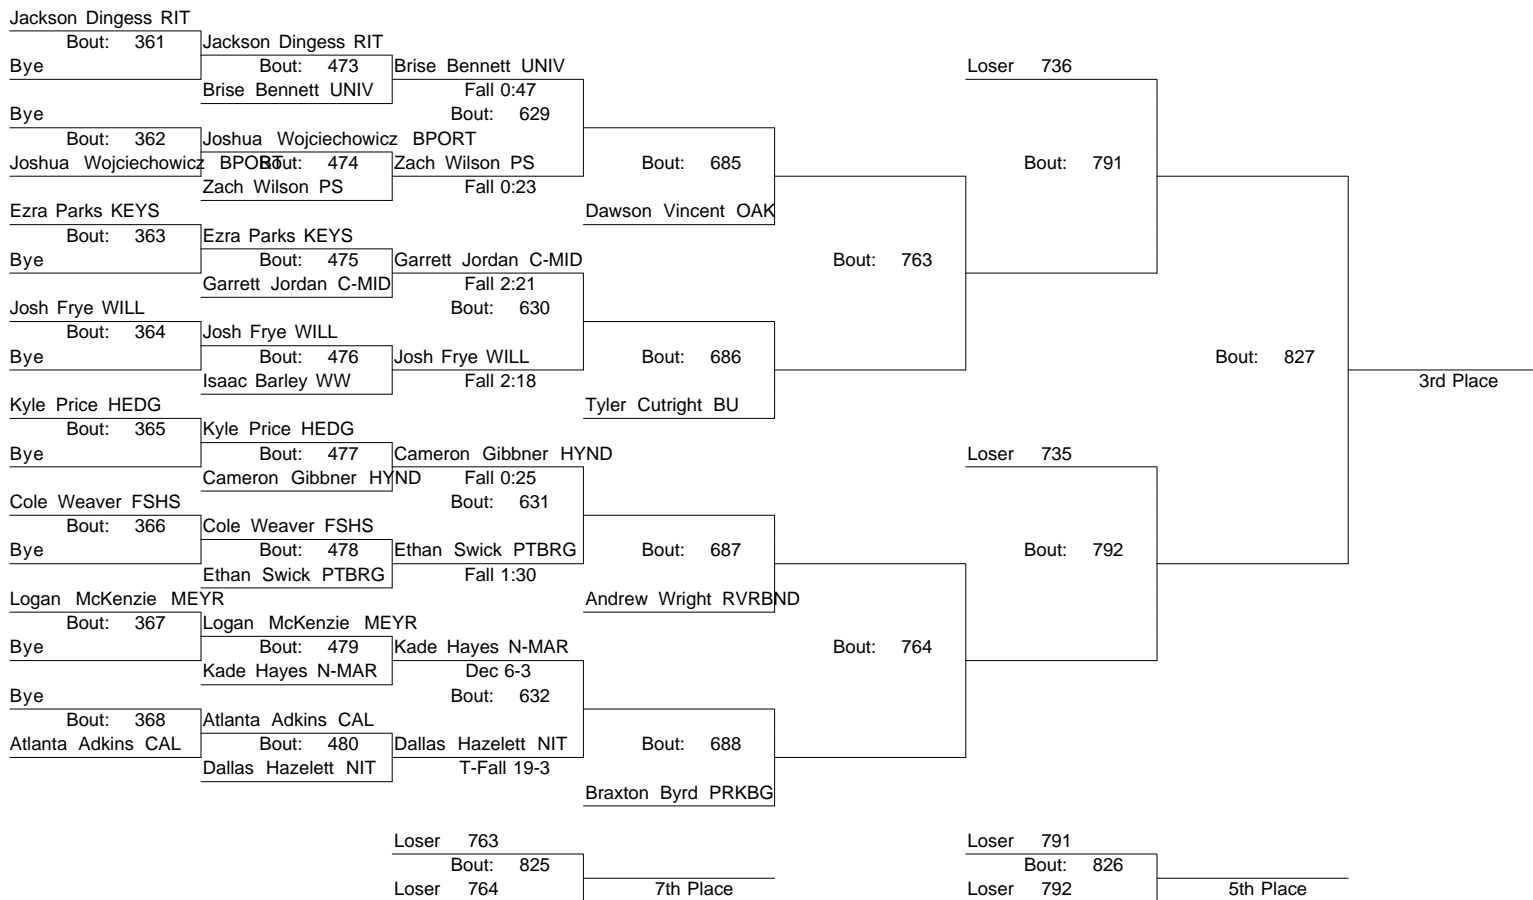 Jackson Dingess RIT
Bout: 361 Jackson Dingess RIT
Bye Bout: 473 Brise Bennett UNIV Loser 736
Brise Bennett UNIV Fall 0:47
Bye Bout: 629
Bout: 362 Joshua Wojciechowicz BPORT
Joshua Wojciechowicz BPORT Bout: 474 Zach Wilson PS Bout: 685 Bout: 791
Zach Wilson PS Fall 0:23
Ezra Parks KEYS Dawson Vincent OAK
Bout: 363 Ezra Parks KEYS
Bye Bout: 475 Garrett Jordan C-MID Bout: 763
Garrett Jordan C-MID Fall 2:21
Josh Frye WILL Bout: 630
Bout: 364 Josh Frye WILL
Bye Bout: 476 Josh Frye WILL Bout: 686 Bout: 827
Isaac Barley WW Fall 2:18 3rd Place
Kyle Price HEDG Tyler Cutright BU
Bout: 365 Kyle Price HEDG
Bye Bout: 477 Cameron Gibbner HYND Loser 735
Cameron Gibbner HYND Fall 0:25
Cole Weaver FSHS Bout: 631
Bout: 366 Cole Weaver FSHS
Bye Bout: 478 Ethan Swick PTBRG Bout: 687 Bout: 792
Ethan Swick PTBRG Fall 1:30
Logan McKenzie MEYR Andrew Wright RVRBND
Bout: 367 Logan McKenzie MEYR
Bye Bout: 479 Kade Hayes N-MAR Bout: 764
Kade Hayes N-MAR Dec 6-3
Bye Bout: 632
Bout: 368 Atlanta Adkins CAL
Atlanta Adkins CAL Bout: 480 Dallas Hazelett NIT Bout: 688
Dallas Hazelett NIT T-Fall 19-3
Braxton Byrd PRKBG
Loser 763 Loser 791
Bout: 825 Bout: 826
Loser 764 7th Place Loser 792 5th Place